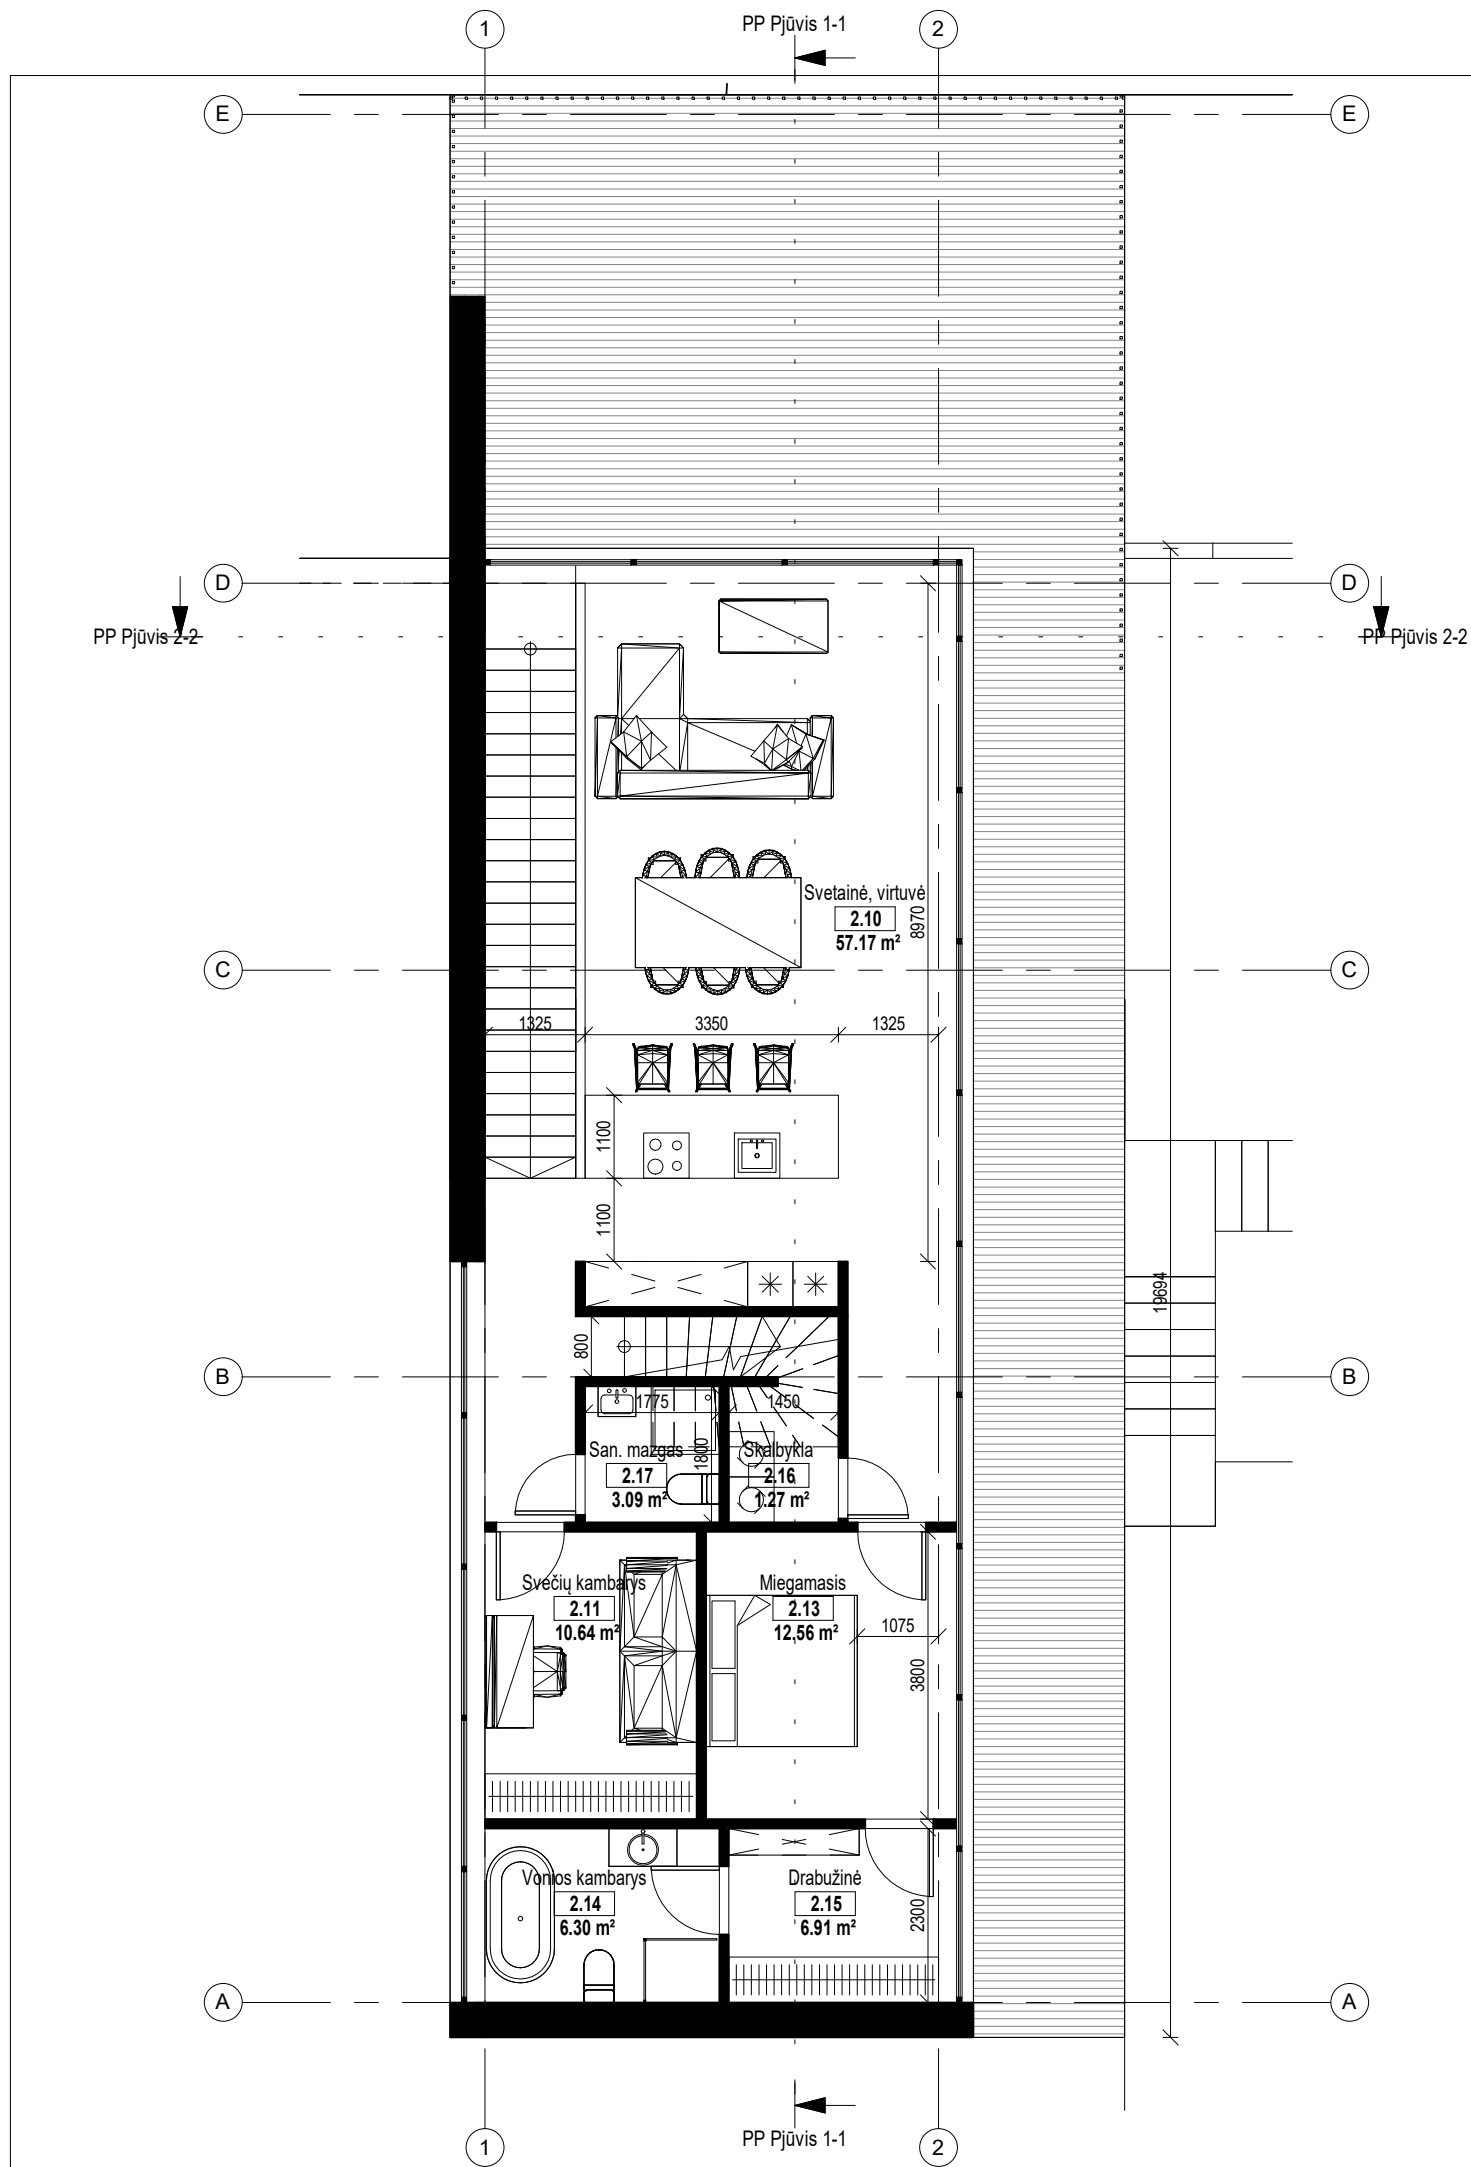 PP Pjūvis 1-1
1
2
E
E
D
D
PP Pjūvis 2-2
PP Pjūvis 2-2
Svetainė, virtuvė
2.10
57.17 m²
8970
C
C
1325
3350
1325
1100
1100
19694
800
B
B
1775
1450
San. mazgas
2.17
3.09 m²
1800
Skalbykla
2.16
1.27 m²
Svečių kambarys
2.11
10.64 m²
Miegamasis
2.13
12,56 m²
1075
3800
Vonios kambarys
2.14
6.30 m²
Drabužinė
2.15
6.91 m²
2300
A
A
PP Pjūvis 1-1
1
2